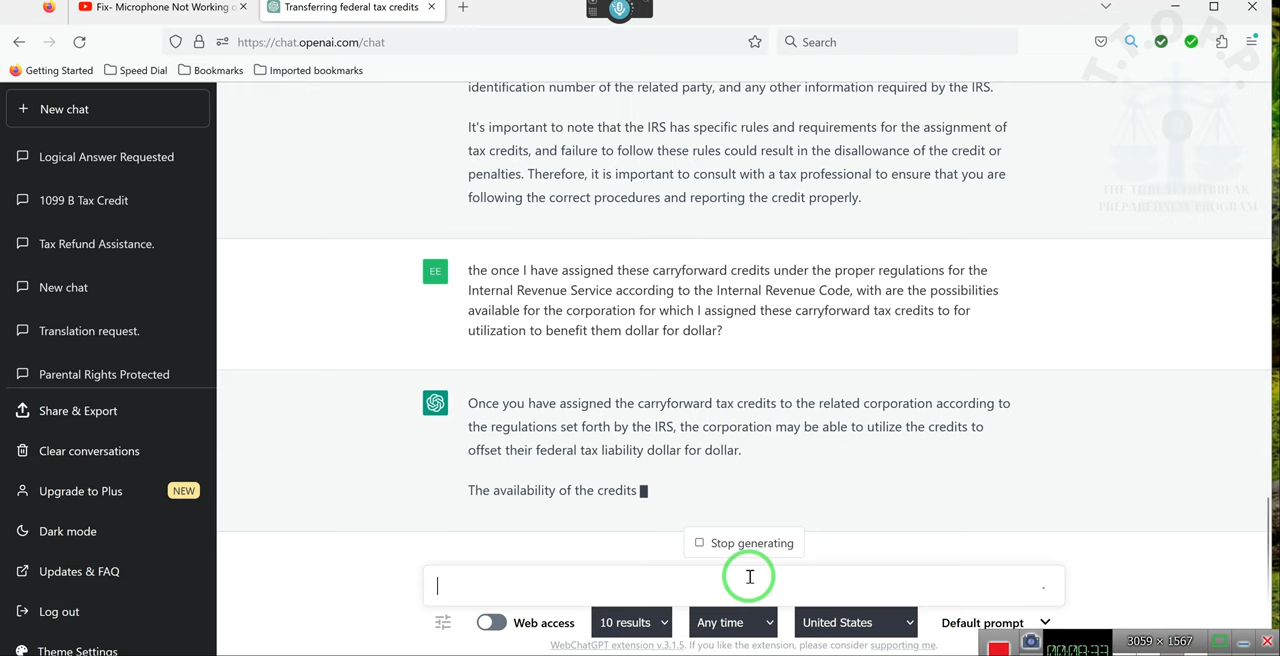 Fix- Microphone Not Working o
Transferring federal tax credits
https://chat.openai.com/chat
Search
Getting Started
Speed Dial
Bookmarks
Imported bookmarks
T.T.O.P.P.
THE THREAT OUTBREAK
PREPAREDNESS PROGRAM
New chat
Logical Answer Requested
1099 B Tax Credit
Tax Refund Assistance.
New chat
Translation request.
Parental Rights Protected
Share & Export
Clear conversations
Upgrade to Plus
NEW
Dark mode
Updates & FAQ
Log out
Theme Settings
identification number of the related party, and any other information required by the IRS.
It's important to note that the IRS has specific rules and requirements for the assignment of
tax credits, and failure to follow these rules could result in the disallowance of the credit or
penalties. Therefore, it is important to consult with a tax professional to ensure that you are
following the correct procedures and reporting the credit properly.
EE
the once I have assigned these carryforward credits under the proper regulations for the
Internal Revenue Service according to the Internal Revenue Code, with are the possibilities
available for the corporation for which I assigned these carryforward tax credits to for
utilization to benefit them dollar for dollar?
Once you have assigned the carryforward tax credits to the related corporation according to
the regulations set forth by the IRS, the corporation may be able to utilize the credits to
offset their federal tax liability dollar for dollar.
The availability of the credits
Stop generating
Web access
10 results
Any time
United States
Default prompt
WebChatGPT extension v.3.1.5. If you like the extension, please consider supporting me.
3059 × 1567